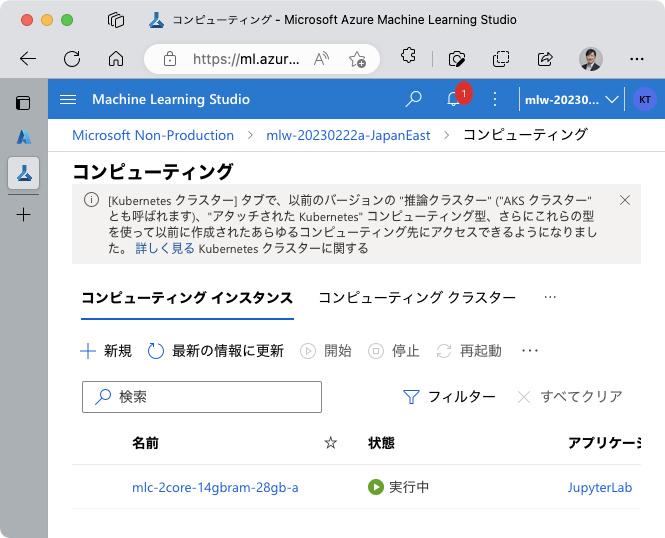 コンピューティング - Microsoft Azure Machine Learning Studio
https://ml.azur...
Machine Learning Studio
1
mlw-20230...
KT
Microsoft Non-Production > mlw-20230222a-JapanEast > コンピューティング
コンピューティング
[Kubernetes クラスター] タブで、以前のバージョンの "推論クラスター" ("AKS クラスター"
とも呼ばれます)、"アタッチされた Kubernetes" コンピューティング型、さらにこれらの型
を使って以前に作成されたあらゆるコンピューティング先にアクセスできるようになりまし
た。 詳しく見る Kubernetes クラスターに関する
コンピューティング インスタンス コンピューティング クラスター ...
新規 最新の情報に更新 開始 停止 再起動 ...
検索 フィルター すべてクリア
名前 状態 アプリケーシ
mlc-2core-14gbram-28gb-a 実行中 JupyterLab